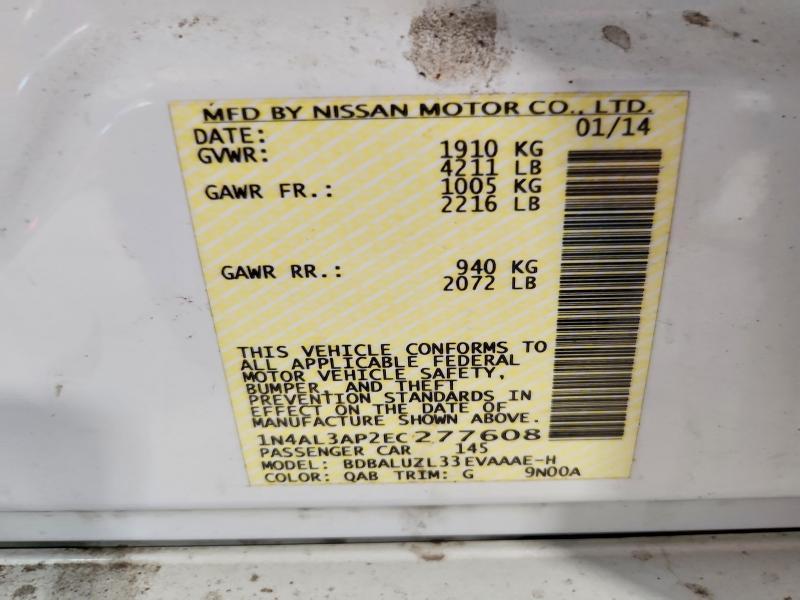 MFD BY NISSAN MOTOR CO., LTD.
DATE: 01/14
GVWR: 1910 KG
4211 LB
GAWR FR.: 1005 KG
2216 LB
GAWR RR.: 940 KG
2072 LB
THIS VEHICLE CONFORMS TO
ALL APPLICABLE FEDERAL
MOTOR VEHICLE SAFETY,
BUMPER, AND THEFT
PREVENTION STANDARDS IN
EFFECT ON THE DATE OF
MANUFACTURE SHOWN ABOVE.
1N4AL3AP2EC277608
PASSENGER CAR 145
MODEL: BDBALUZL33EVAAAE-H
COLOR: QAB TRIM: G 9N00A